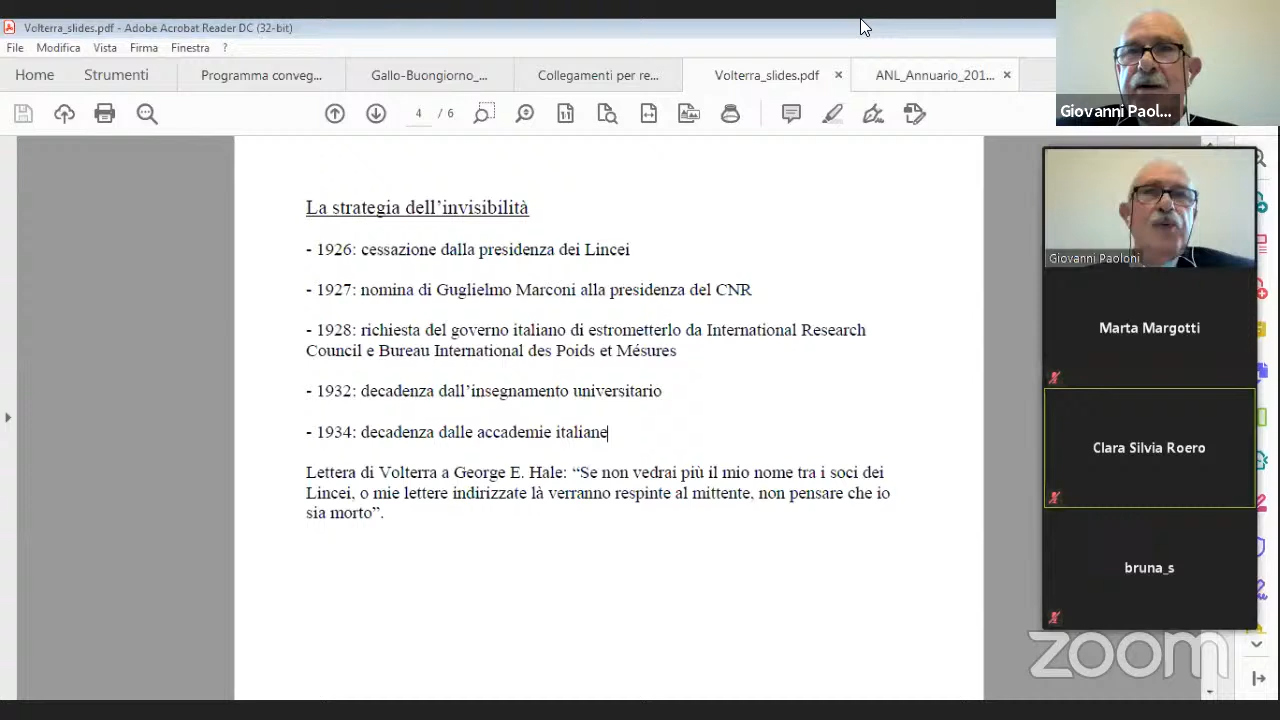 Volterra_slides.pdf - Adobe Acrobat Reader DC (32-bit)
File Modifica Vista Firma Finestra ?
Home Strumenti Programma conveg... Gallo-Buongiorno_... Collegamenti per re... Volterra_slides.pdf × ANL_Annuario_201... ×
4 / 6
La strategia dell’invisibilità
- 1926: cessazione dalla presidenza dei Lincei
- 1927: nomina di Guglielmo Marconi alla presidenza del CNR
- 1928: richiesta del governo italiano di estrometterlo da International Research
Council e Bureau International des Poids et Mésures
- 1932: decadenza dall’insegnamento universitario
- 1934: decadenza dalle accademie italiane
Lettera di Volterra a George E. Hale: “Se non vedrai più il mio nome tra i soci dei
Lincei, o mie lettere indirizzate là verranno respinte al mittente, non pensare che io
sia morto”.
Giovanni Paol...
Giovanni Paoloni
Marta Margotti
Clara Silvia Roero
bruna_s
zoom